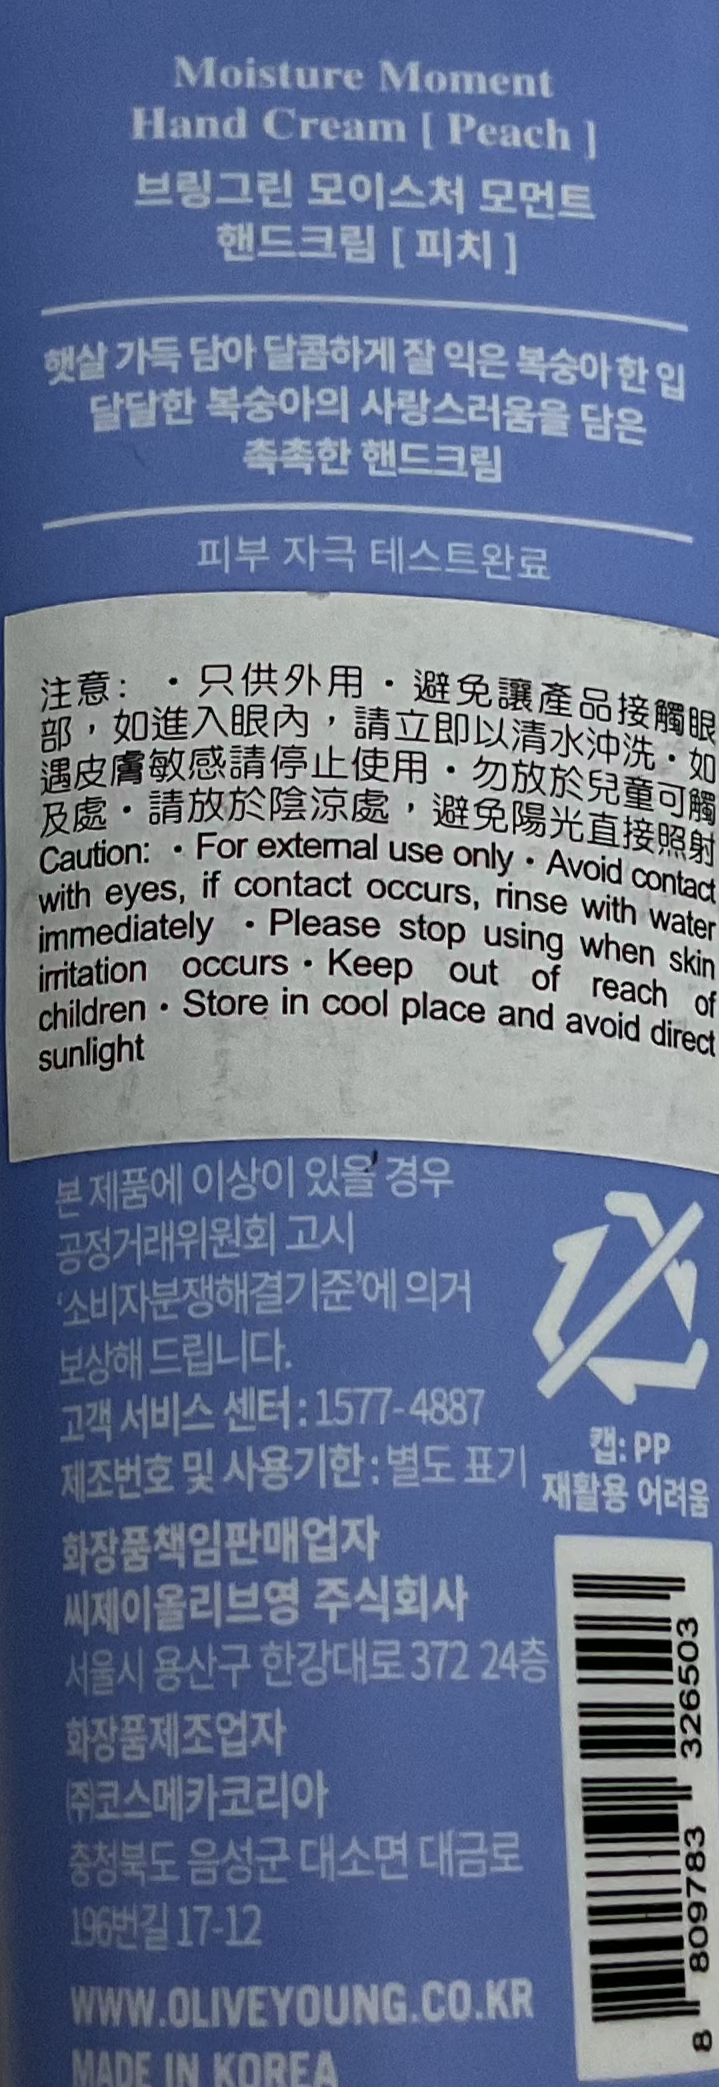 Moisture Moment
Hand Cream [ Peach ]
브링그린 모이스처 모먼트
핸드크림 [ 피치 ]
햇살 가득 담아 달콤하게 잘 익은 복숭아 한 입
달달한 복숭아의 사랑스러움을 담은
촉촉한 핸드크림
피부 자극 테스트완료
注意: ・只供外用・避免讓產品接觸眼
部，如進入眼內，請立即以清水沖洗・如
遇皮膚敏感請停止使用・勿放於兒童可觸
及處・請放於陰涼處，避免陽光直接照射
Caution: ・For external use only・Avoid contact
with eyes, if contact occurs, rinse with water
immediately ・Please stop using when skin
irritation occurs・Keep out of reach of
children・Store in cool place and avoid direct
sunlight
본 제품에 이상이 있을 경우
공정거래위원회 고시
'소비자분쟁해결기준'에 의거
보상해 드립니다.
고객 서비스 센터 : 1577-4887
제조번호 및 사용기한 : 별도 표기
캡: PP
재활용 어려움
화장품책임판매업자
씨제이올리브영 주식회사
서울시 용산구 한강대로 372 24층
화장품제조업자
㈜코스메카코리아
충청북도 음성군 대소면 대금로
196번길 17-12
WWW.OLIVEYOUNG.CO.KR
MADE IN KOREA
8 809783 326503